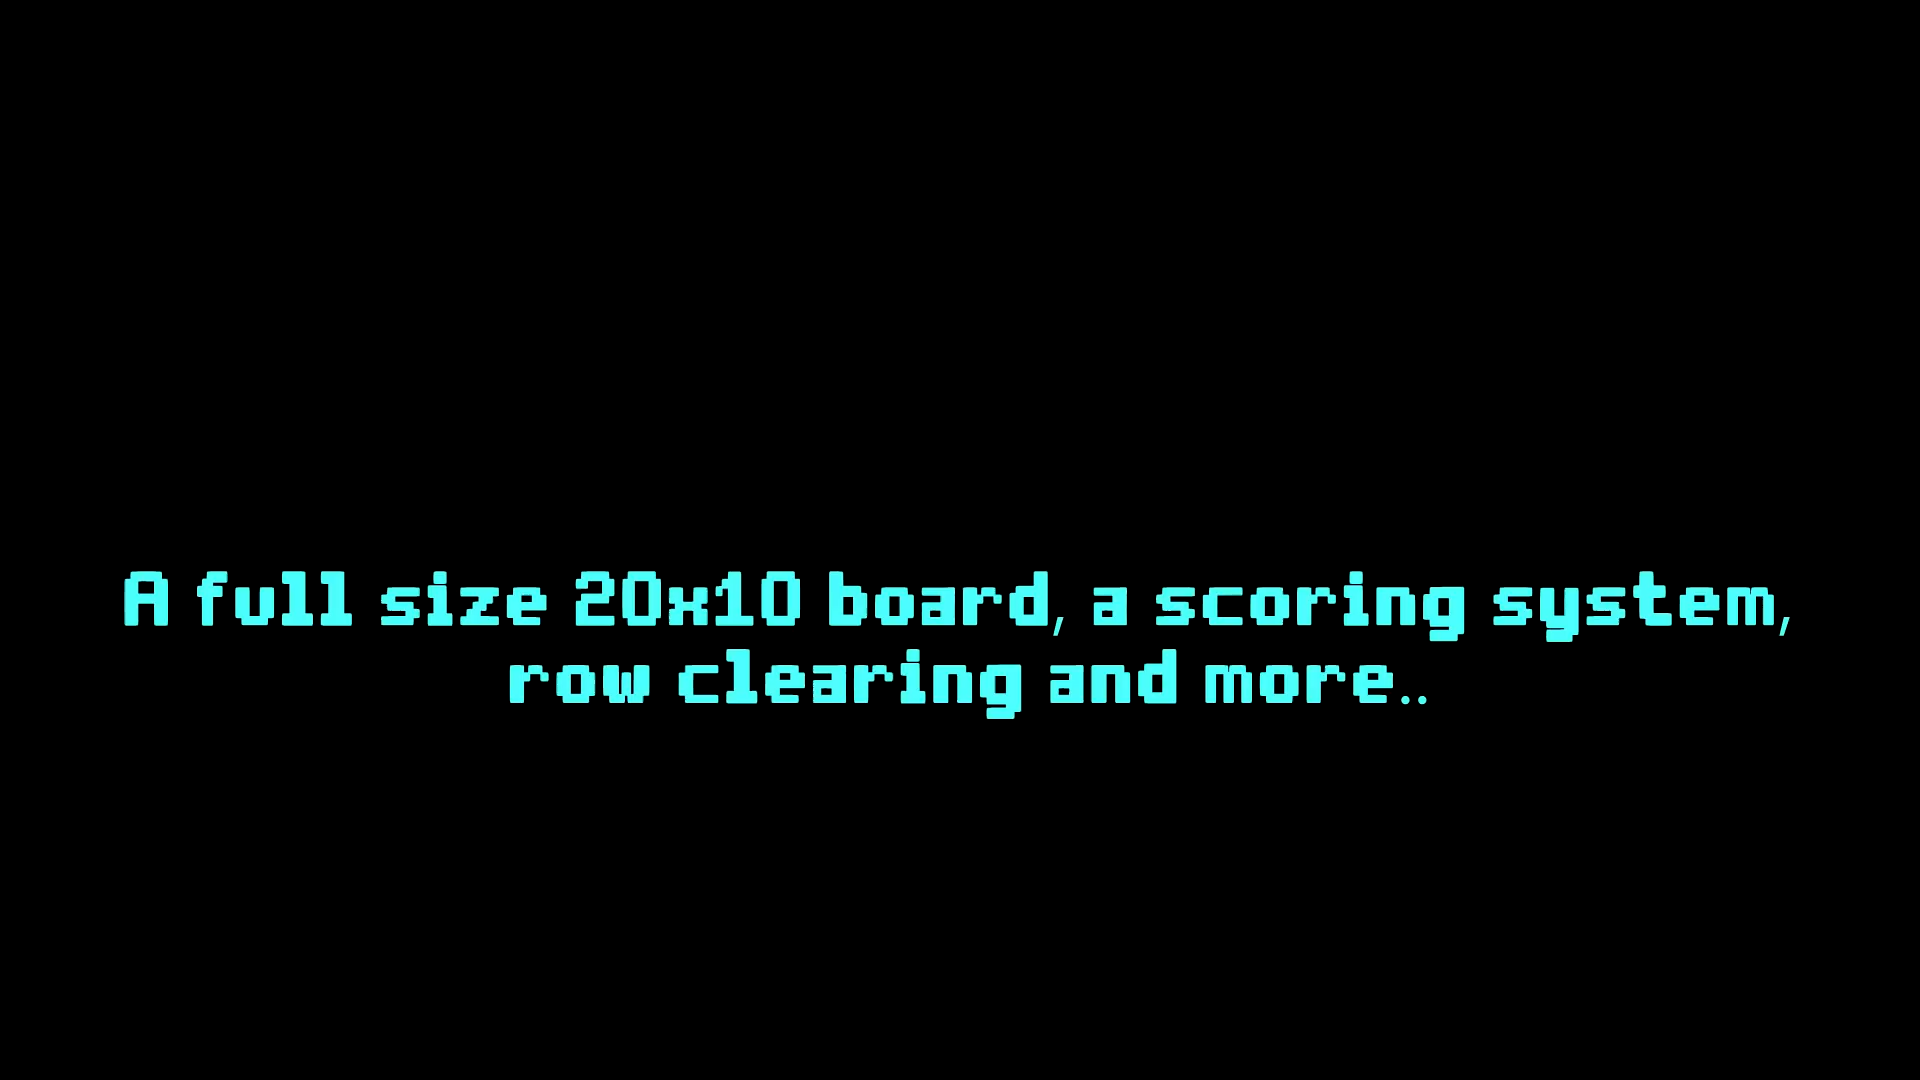 A full size 20x10 board, a scoring system,
row clearing and more..